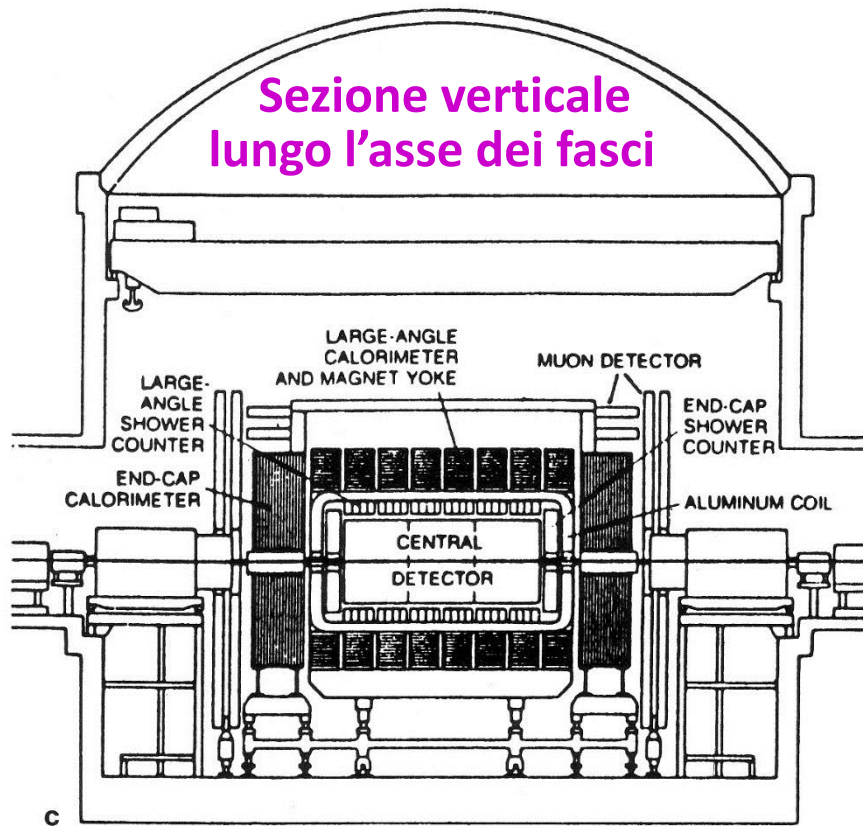 Sezione verticale
lungo l’asse dei fasci
LARGE-ANGLE
CALORIMETER
AND MAGNET YOKE
MUON DETECTOR
LARGE-
ANGLE
SHOWER
COUNTER
END-CAP
SHOWER
COUNTER
END-CAP
CALORIMETER
ALUMINUM COIL
CENTRAL
DETECTOR
C